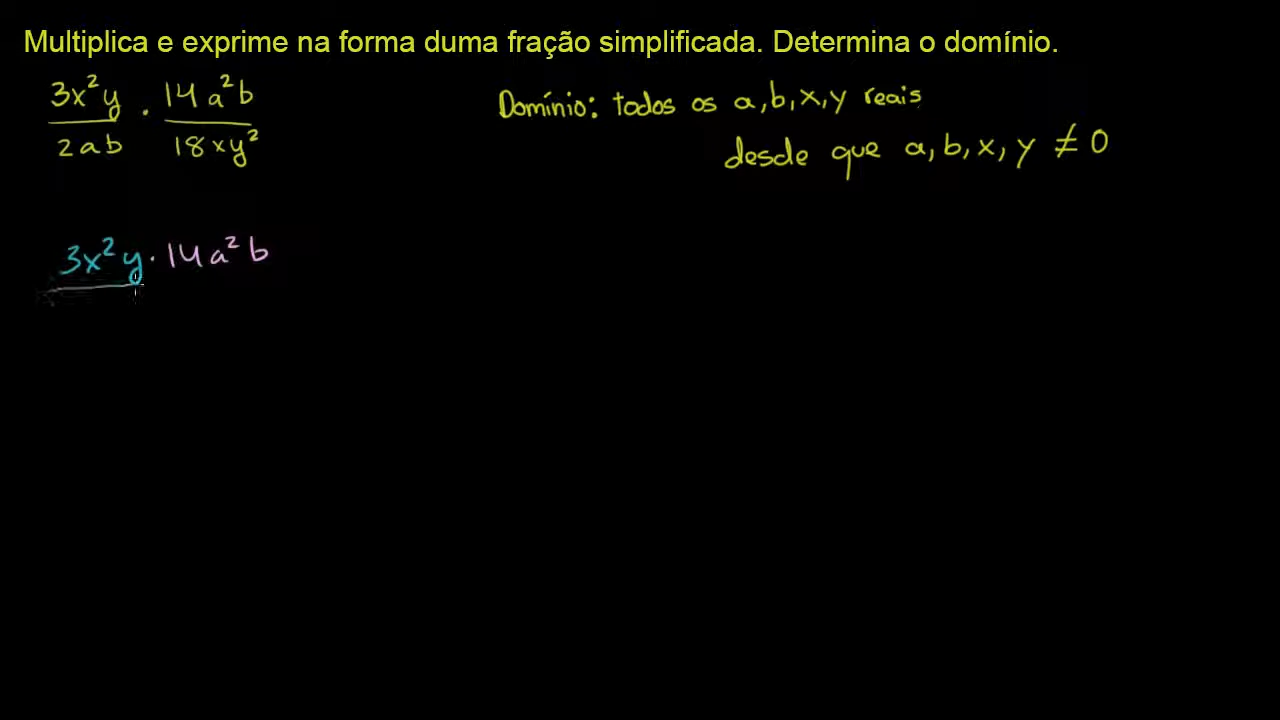 Multiplica e exprime na forma duma fração simplificada. Determina o domínio.
3x²y/2ab · 14a²b/18xy²
Domínio: todos os a, b, x, y reais
desde que a, b, x, y ≠ 0
3x²y · 14a²b